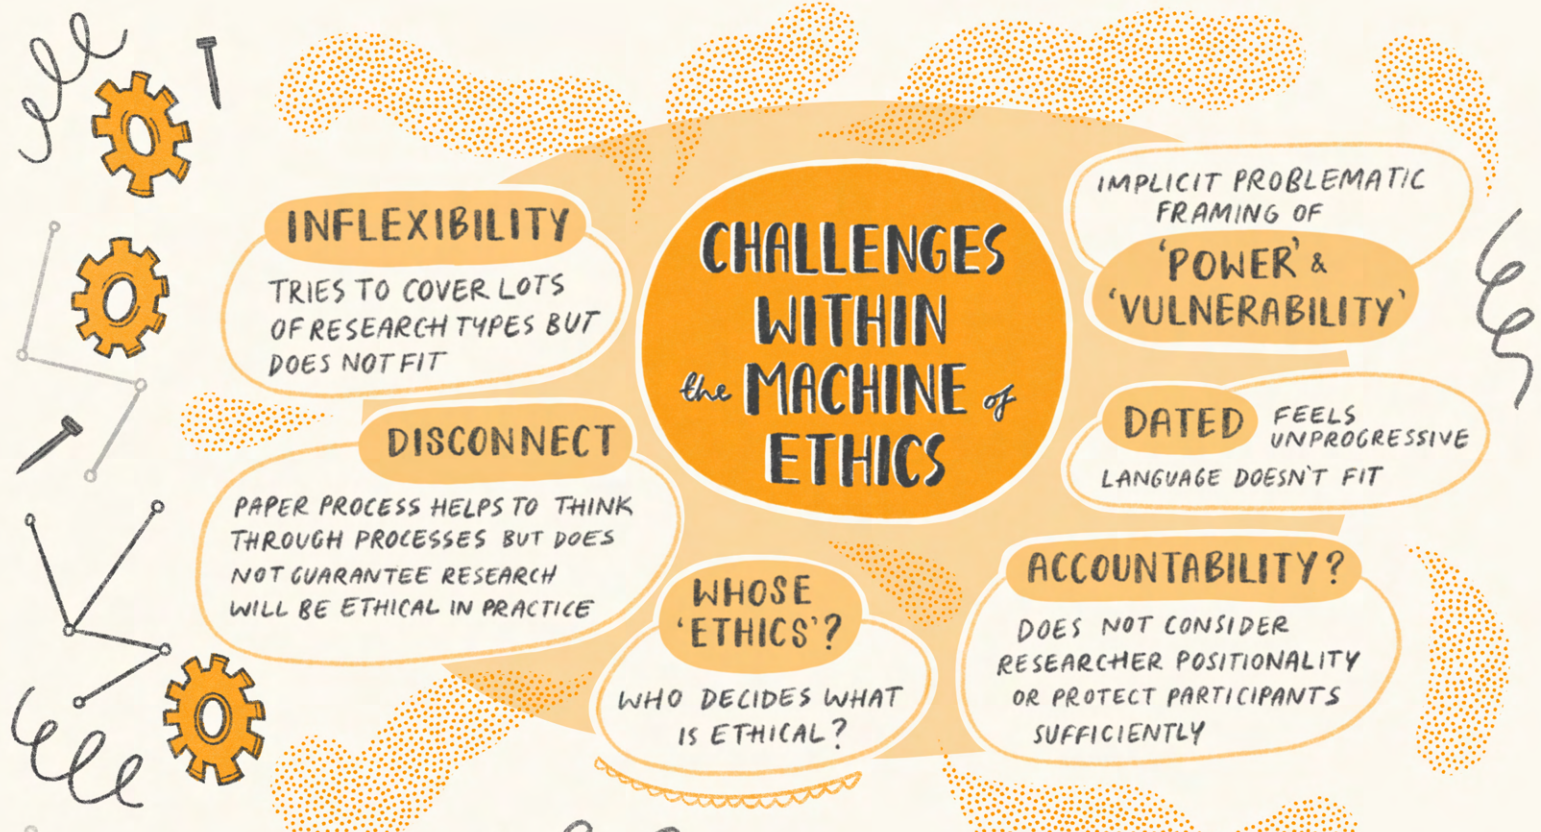 CHALLENGES
WITHIN
the MACHINE of
ETHICS
INFLEXIBILITY
TRIES TO COVER LOTS
OF RESEARCH TYPES BUT
DOES NOT FIT
DISCONNECT
PAPER PROCESS HELPS TO THINK
THROUGH PROCESSES BUT DOES
NOT GUARANTEE RESEARCH
WILL BE ETHICAL IN PRACTICE
WHOSE
'ETHICS'?
WHO DECIDES WHAT
IS ETHICAL?
IMPLICIT PROBLEMATIC
FRAMING OF
'POWER' &
'VULNERABILITY'
DATED FEELS
UNPROGRESSIVE
LANGUAGE DOESN'T FIT
ACCOUNTABILITY?
DOES NOT CONSIDER
RESEARCHER POSITIONALITY
OR PROTECT PARTICIPANTS
SUFFICIENTLY